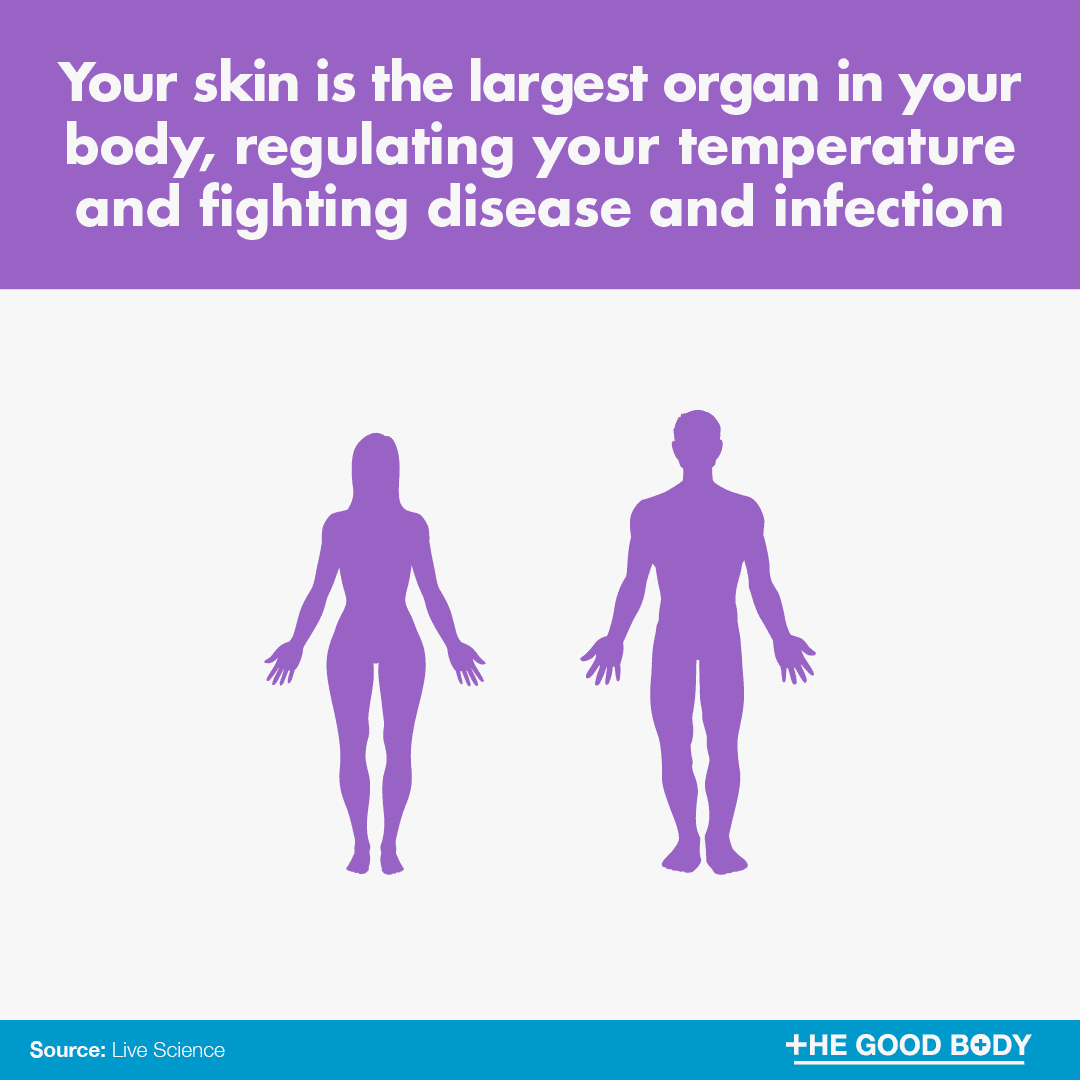 Your skin is the largest organ in your
body, regulating your temperature
and fighting disease and infection
Source: Live Science
THE GOOD BODY